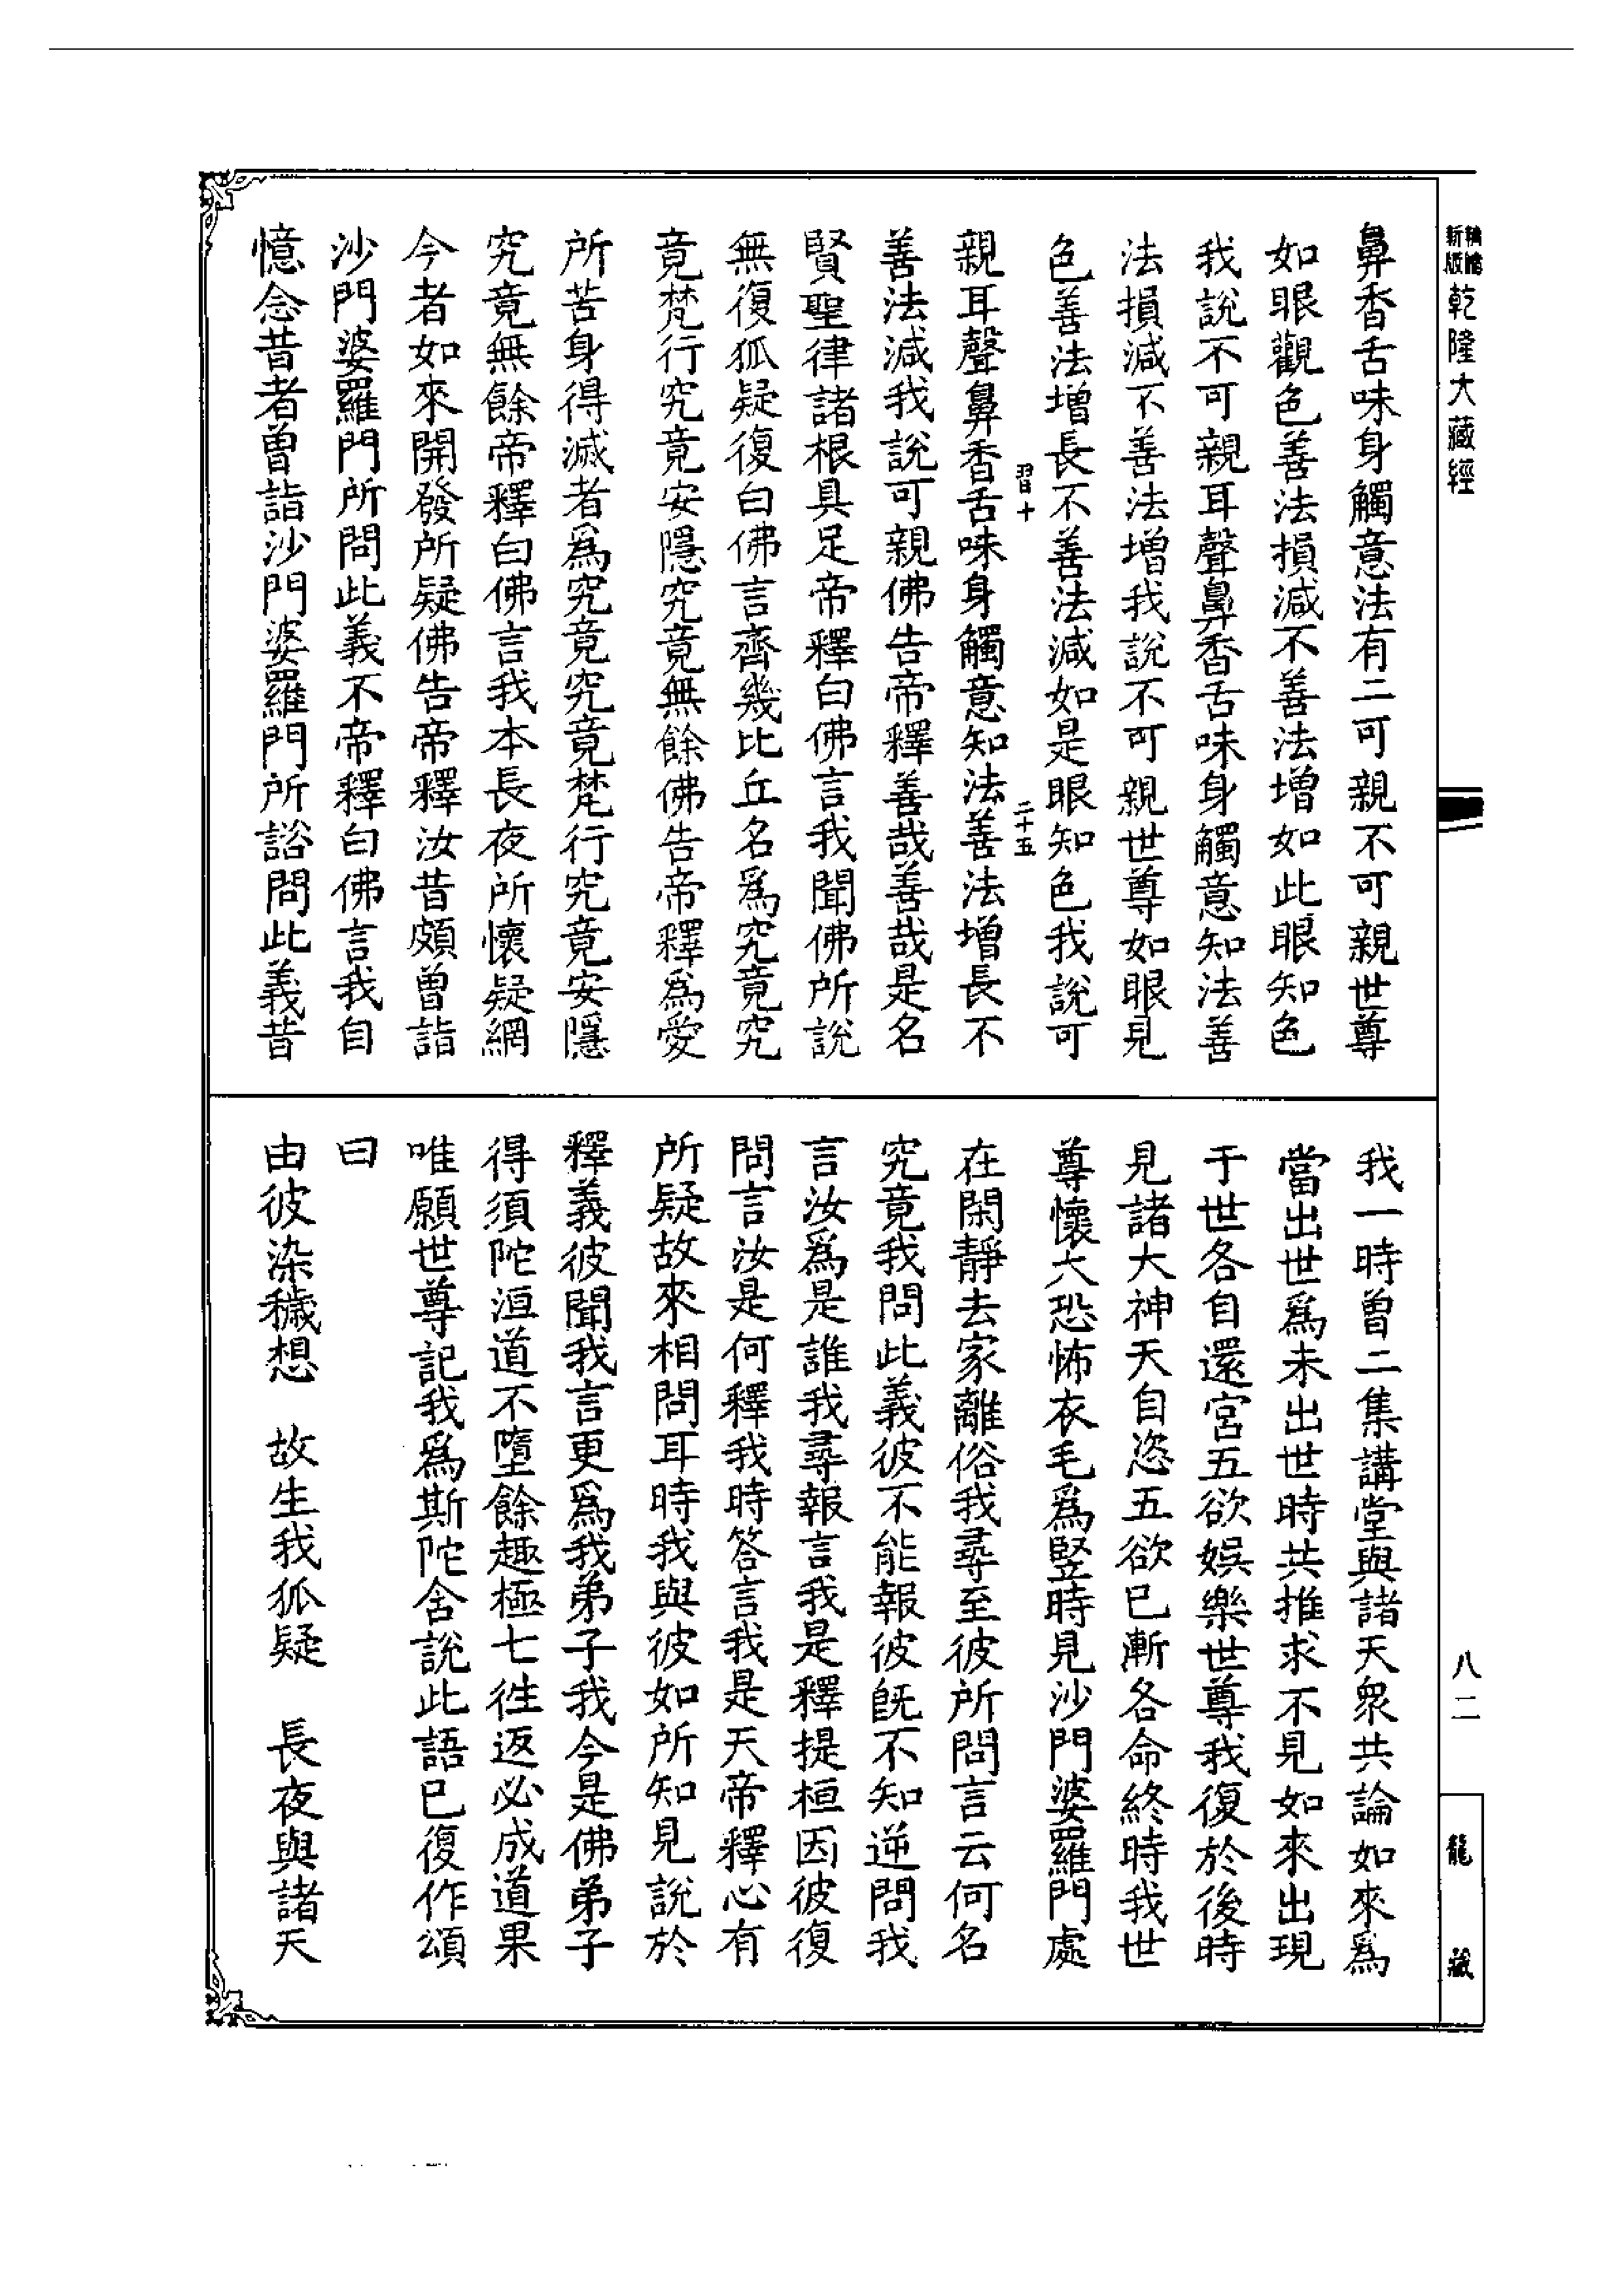 新編縮版
乾隆大藏經
鼻香舌味身觸意法有二可親不可親世尊
如眼觀色善法損減不善法增如此眼知色
我說不可親耳聲鼻香舌味身觸意知法善
法損減不善法增我說不可親世尊如眼見
色善法增長不善法減如是眼知色我說可
習十
二十五
親耳聲鼻香舌味身觸意知法善法增長不
善法減我說可親佛告帝釋善哉善哉是名
賢聖律諸根具足帝釋白佛言我聞佛所說
無復狐疑復白佛言齊幾比丘名爲究竟究
竟梵行究竟安隱究竟無餘佛告帝釋爲愛
所苦身得滅者爲究竟究竟梵行究竟安隱
究竟無餘帝釋白佛言我本長夜所懷疑網
今者如來開發所疑佛告帝釋汝昔頗曾詣
沙門婆羅門所問此義不帝釋白佛言我自
憶念昔者曾詣沙門婆羅門所諮問此義昔
我一時曾二集講堂與諸天衆共論如來爲
當出世爲未出世時共推求不見如來出現
于世各自還宮五欲娛樂世尊我復於後時
見諸大神天自恣五欲已漸各命終時我世
尊懷大恐怖衣毛爲竪時見沙門婆羅門處
在閑靜去家離俗我尋至彼所問言云何名
究竟我問此義彼不能報彼旣不知逆問我
言汝爲是誰我尋報言我是釋提桓因彼復
問言汝是何釋我時答言我是天帝釋心有
所疑故來相問耳時我與彼如所知見說於
釋義彼聞我言更爲我弟子我今是佛弟子
得須陀洹道不墮餘趣極七徃返必成道果
唯願世尊記我爲斯陀含說此語已復作頌
曰
由彼染穢想　故生我狐疑　長夜與諸天
八二
龍藏